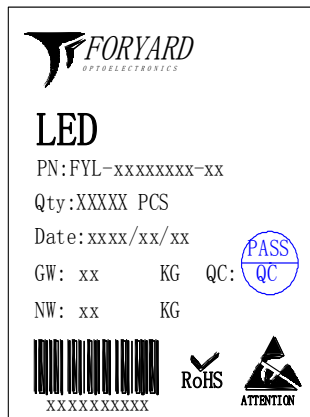 FORYARD
OPTOELECTRONICS
LED
PN:FYL-xxxxxxxx-xx
Qty:XXXXX PCS
Date:xxxx/xx/xx
GW: xx KG QC:
PASS
QC
NW: xx KG
xxxxxxxxxx
RoHS
ATTENTION